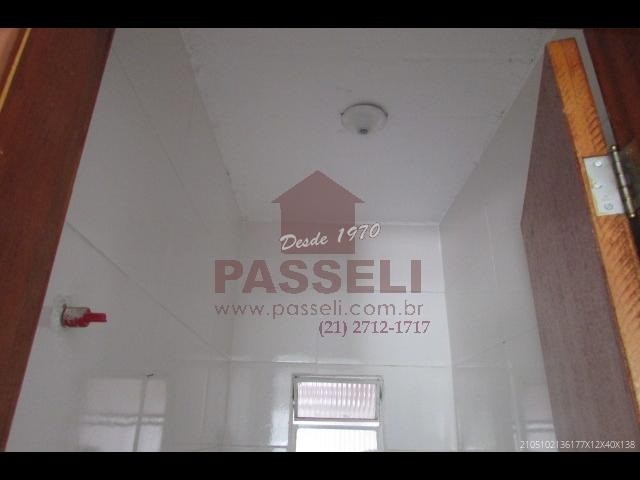 Desde 1970
PASSELI
www.passeli.com.br
(21) 2712-1717
2105102136177X12X40X138